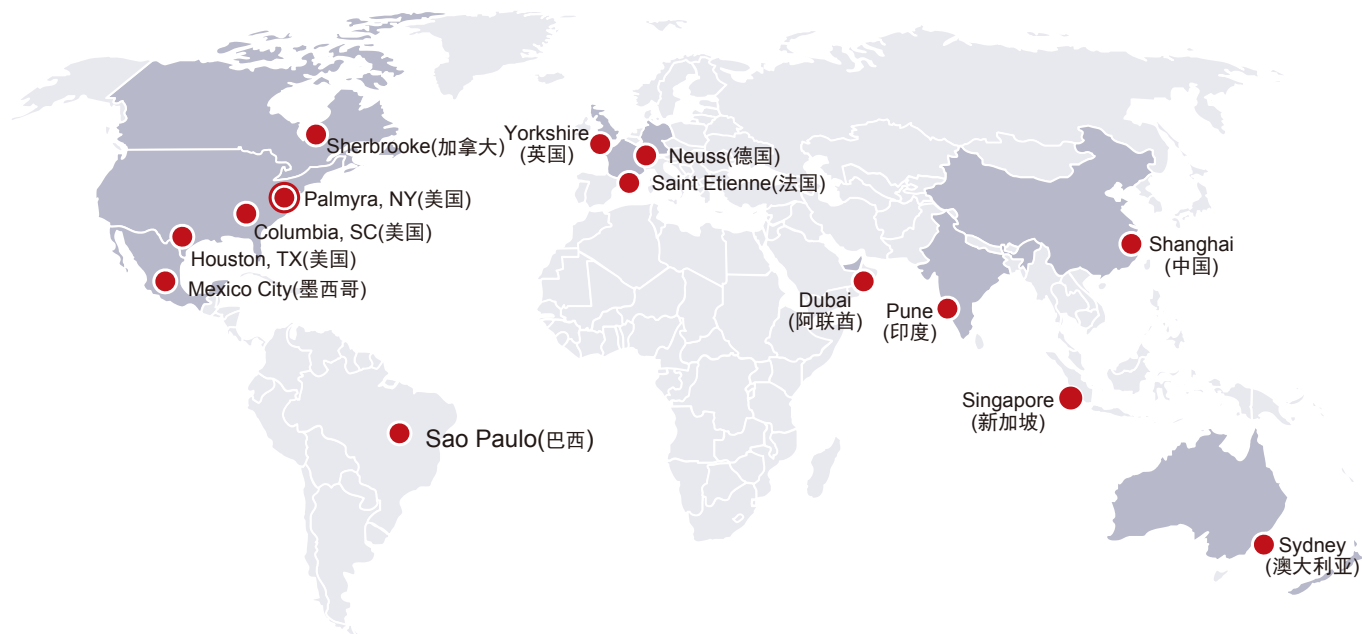 Sherbrooke(加拿大)
Palmyra, NY(美国)
Columbia, SC(美国)
Houston, TX(美国)
Mexico City(墨西哥)
Sao Paulo(巴西)
Yorkshire
(英国)
Neuss(德国)
Saint Etienne(法国)
Dubai
(阿联酋)
Pune
(印度)
Shanghai
(中国)
Singapore
(新加坡)
Sydney
(澳大利亚)